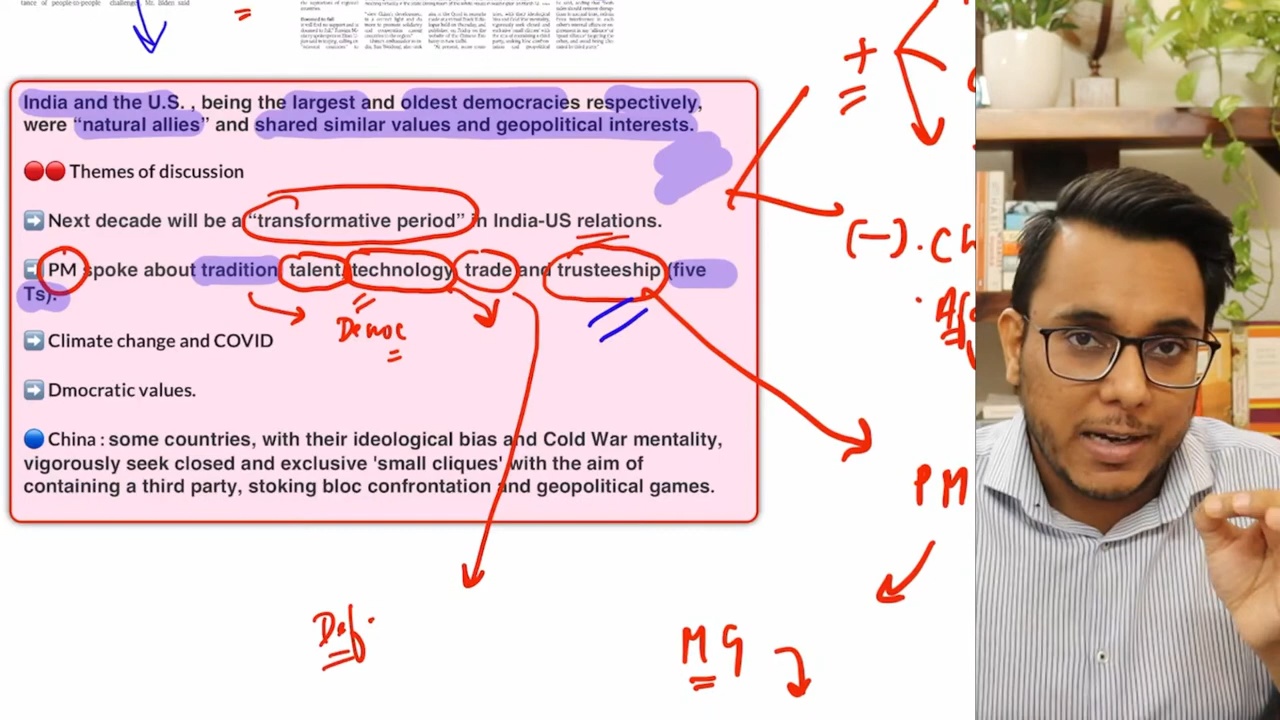 India and the U.S. , being the largest and oldest democracies respectively,
were “natural allies” and shared similar values and geopolitical interests.
Themes of discussion
Next decade will be a “transformative period” in India-US relations.
PM spoke about tradition talent, technology, trade and trusteeship (five
Ts).
Democ
Climate change and COVID
Dmocratic values.
China : some countries, with their ideological bias and Cold War mentality,
vigorously seek closed and exclusive 'small cliques' with the aim of
containing a third party, stoking bloc confrontation and geopolitical games.
+
(-) . Ch
PM
MG